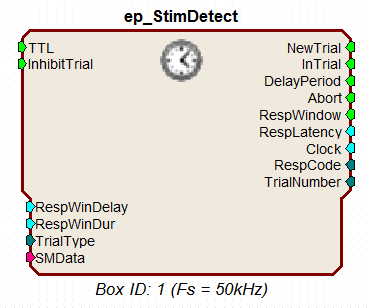 ep_StimDetect
TTL
InhibitTrial
NewTrial
InTrial
DelayPeriod
Abort
RespWindow
RespLatency
Clock
RespCode
TrialNumber
RespWinDelay
RespWinDur
TrialType
SMData
Box ID: 1 (Fs = 50kHz)